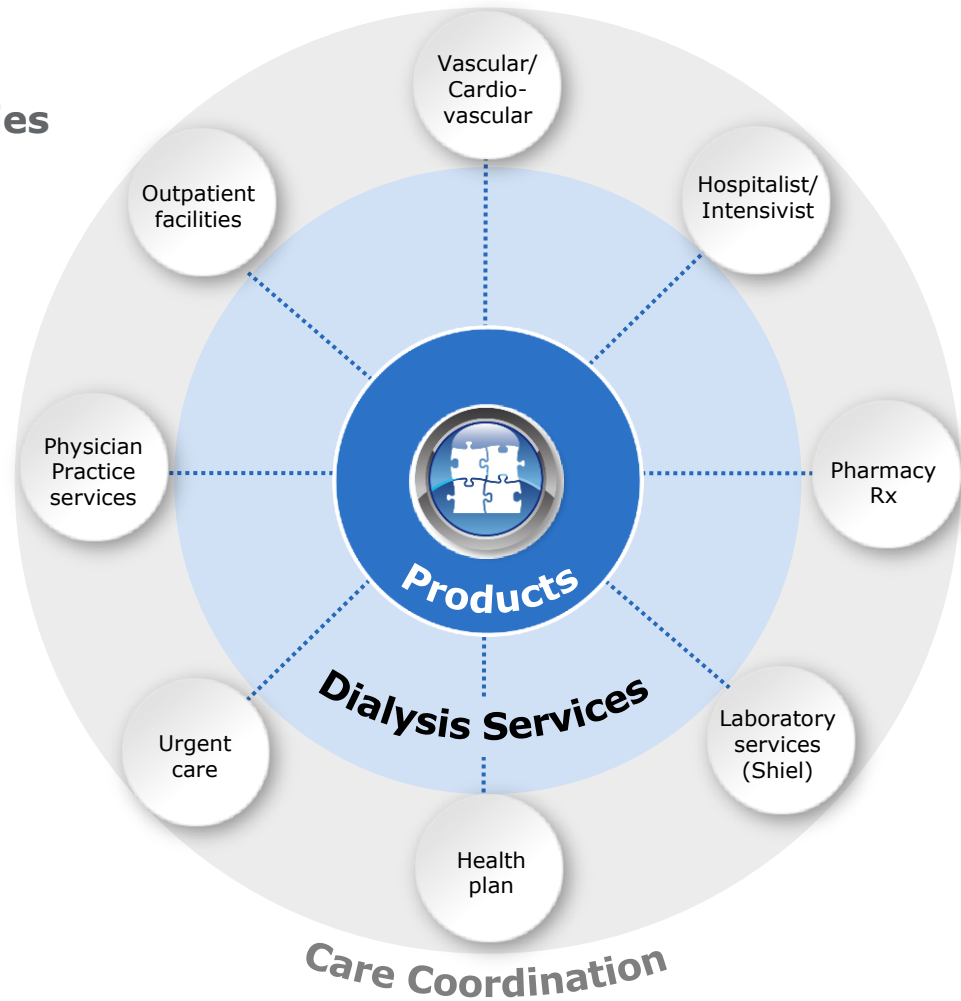 Vascular/
Cardio-
vascular
Outpatient
facilities
Hospitalist/
Intensivist
Physician
Practice
services
Pharmacy
Rx
Products
Dialysis Services
Urgent
care
Laboratory
services
(Shiel)
Health
plan
Care Coordination